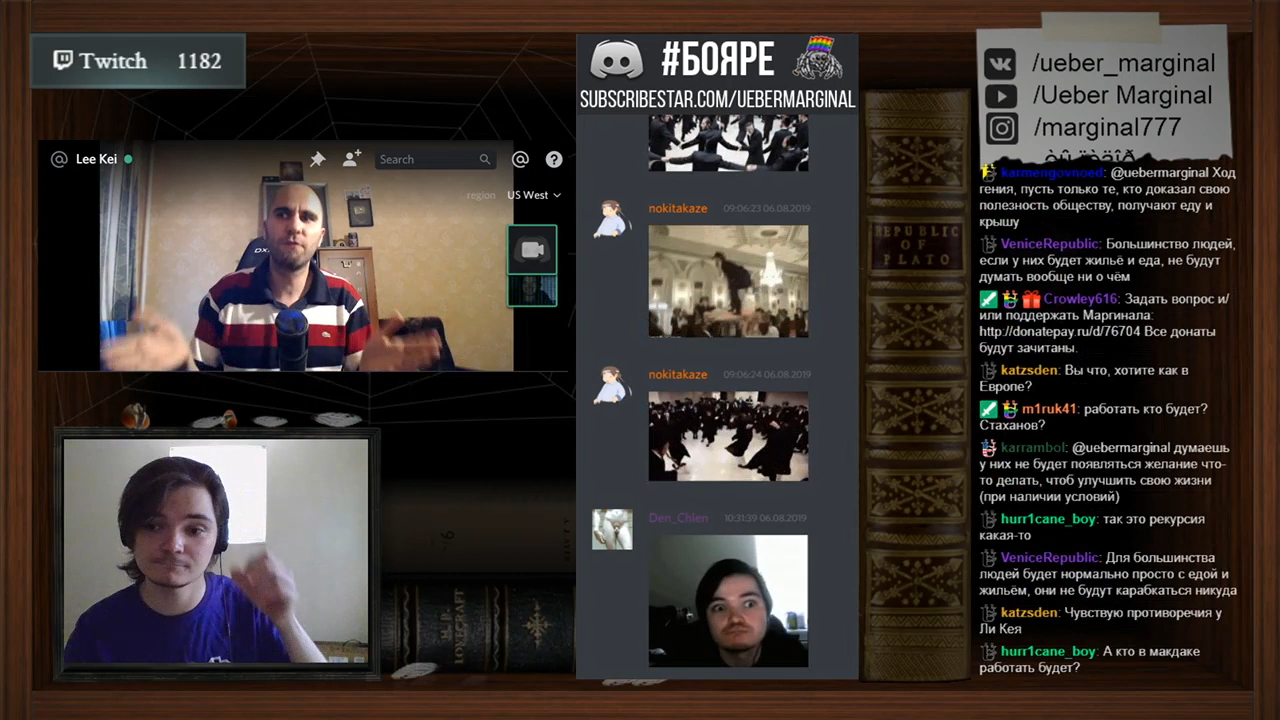 Twitch 1182
Lee Kei
Search
region US West
#БОЯРЕ
SUBSCRIBESTAR.COM/UEBERMARGINAL
nokitakaze 09:06:23 06.08.2019
nokitakaze 09:06:24 06.08.2019
Den_Chlen 10:31:39 06.08.2019
H.P. LOVECRAFT
REPUBLIC
OF
PLATO
/ueber_marginal
/Ueber Marginal
/marginal777
karmengovnoed: @uebermarginal Ход
гения, пусть только те, кто доказал свою
полезность обществу, получают еду и
крышу
VeniceRepublic: Большинство людей,
если у них будет жильё и еда, не будут
думать вообще ни о чём
Crowley616: Задать вопрос и/
или поддержать Маргинала:
http://donatepay.ru/d/76704 Все донаты
будут зачитаны.
katzsden: Вы что, хотите как в
Европе?
m1ruk41: работать кто будет?
Стаханов?
karrambol: @uebermarginal думаешь
у них не будет появляться желание что-
то делать, чтоб улучшить свою жизни
(при наличии условий)
hurr1cane_boy: так это рекурсия
какая-то
VeniceRepublic: Для большинства
людей будет нормально просто с едой и
жильём, они не будут карабкаться никуда
katzsden: Чувствую противоречия у
Ли Кея
hurr1cane_boy: А кто в макдаке
работать будет?